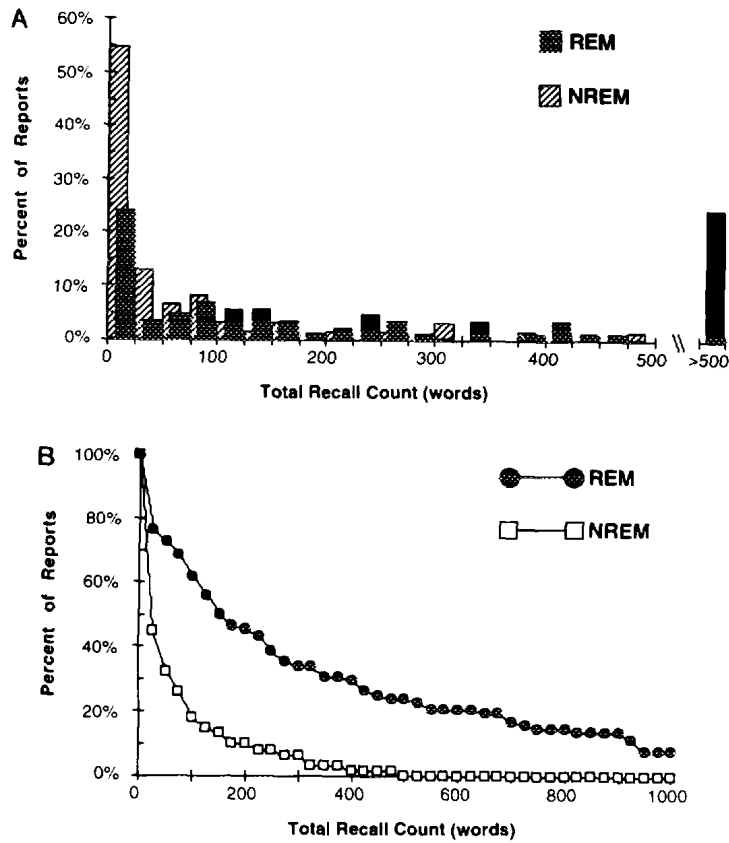 A
60%
50%
40%
30%
20%
10%
0%
Percent of Reports
REM
NREM
0 100 200 300 400 500 >500
Total Recall Count (words)
B
100%
80%
60%
40%
20%
0%
Percent of Reports
REM
NREM
0 200 400 600 800 1000
Total Recall Count (words)